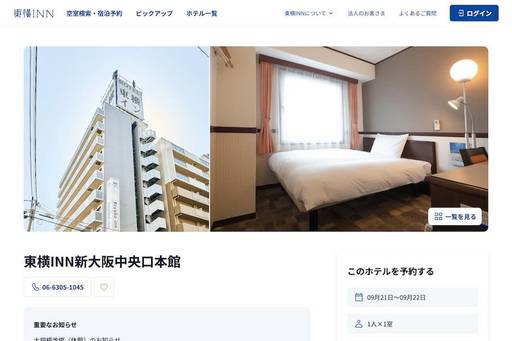 東横INN
空室検索・宿泊予約
ピックアップ
ホテル一覧
東横INNについて
法人のお客さま
よくあるご質問
ログイン
東横
イン
一覧を見る
東横INN新大阪中央口本館
06-6305-1045
このホテルを予約する
09月21日〜09月22日
1人×1室
重要なお知らせ